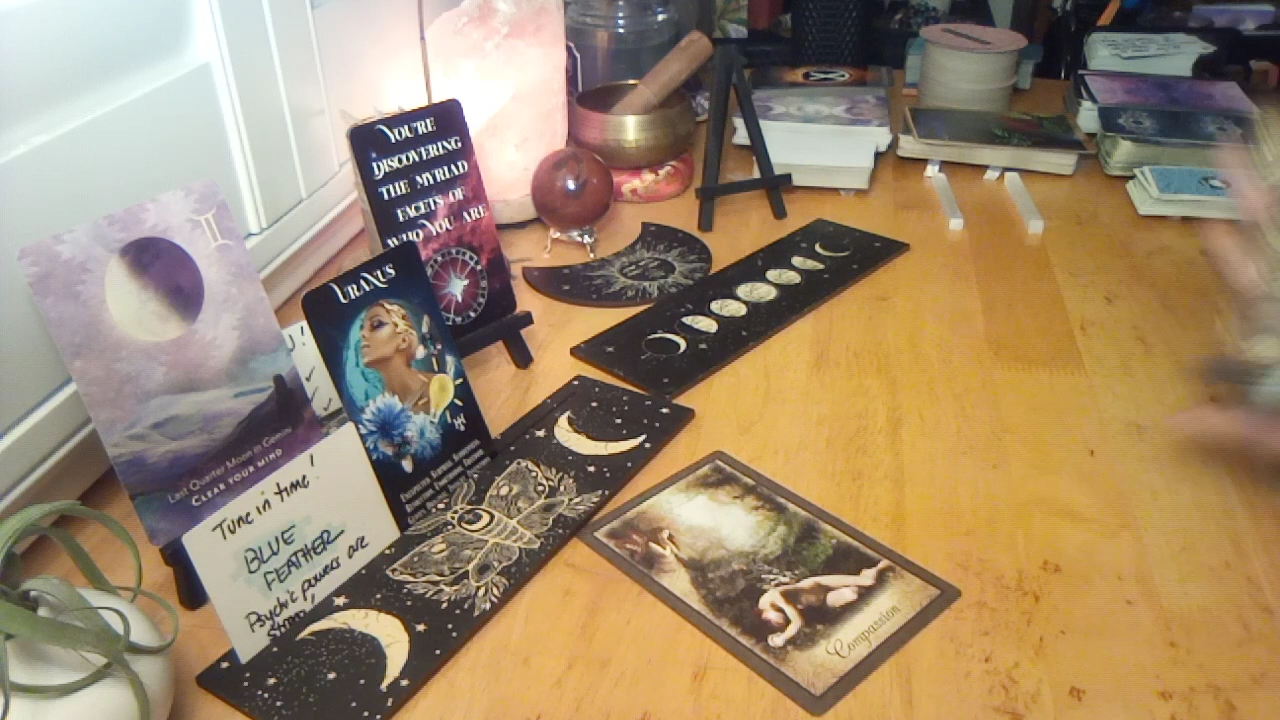 YOU'RE
DISCOVERING
THE MYRIAD
FACETS OF
WHO YOU ARE
URANUS
Last Quarter Moon in Gemini
CLEAR YOUR MIND
Tune in time!
BLUE
FEATHER
Psychic powers are
Compassion